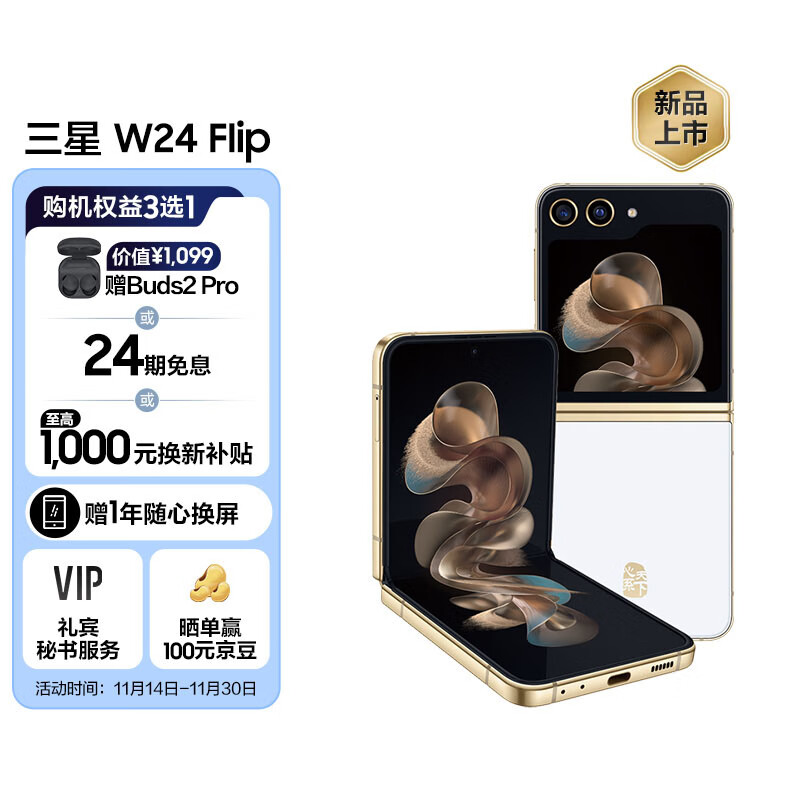 新品
上市
三星 W24 Flip
购机权益3选1
价值¥1,099
赠Buds2 Pro
或
24期免息
或
至高
1,000元换新补贴
赠1年随心换屏
VIP
礼宾
秘书服务
晒单赢
100元京豆
活动时间：11月14日-11月30日
心系
天下